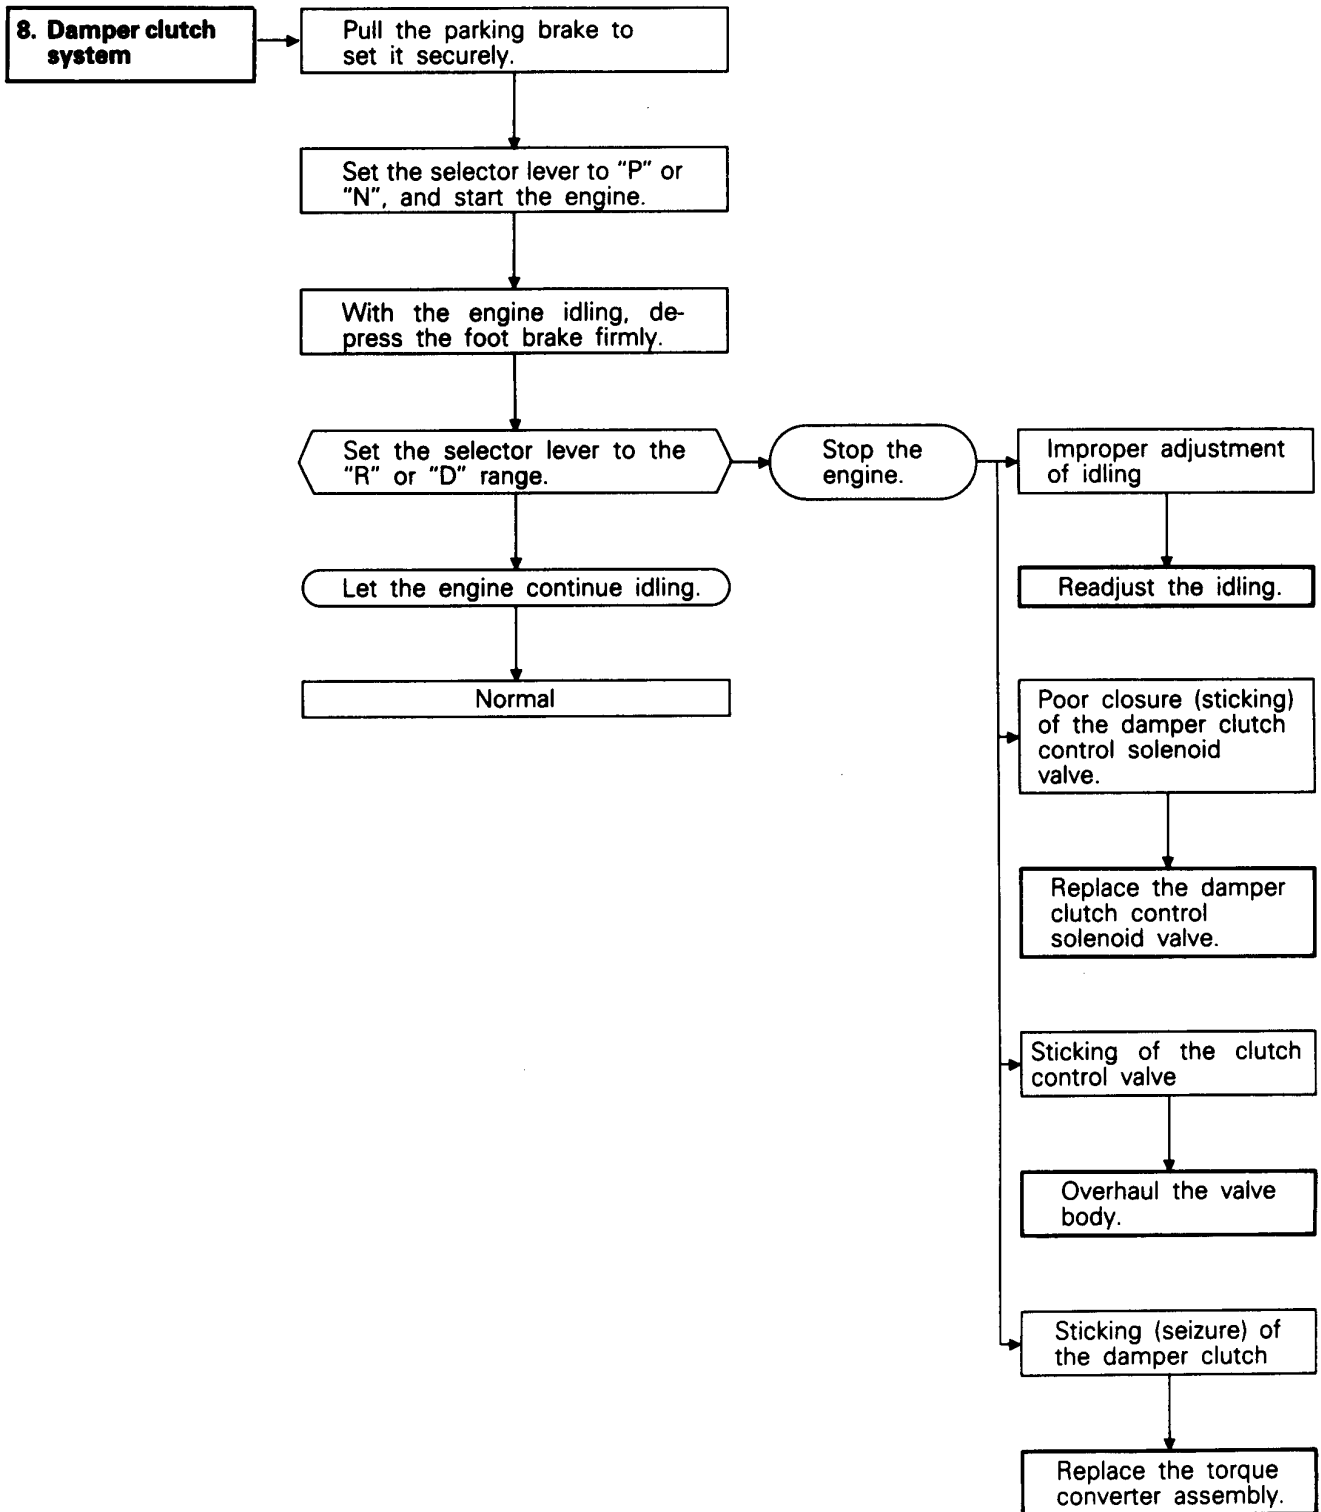 8. Damper clutch
system
Pull the parking brake to
set it securely.
Set the selector lever to "P" or
"N", and start the engine.
With the engine idling, de-
press the foot brake firmly.
Set the selector lever to the
"R" or "D" range.
Let the engine continue idling.
Normal
Stop the
engine.
Improper adjustment
of idling
Readjust the idling.
Poor closure (sticking)
of the damper clutch
control solenoid
valve.
Replace the damper
clutch control
solenoid valve.
Sticking of the clutch
control valve
Overhaul the valve
body.
Sticking (seizure) of
the damper clutch
Replace the torque
converter assembly.